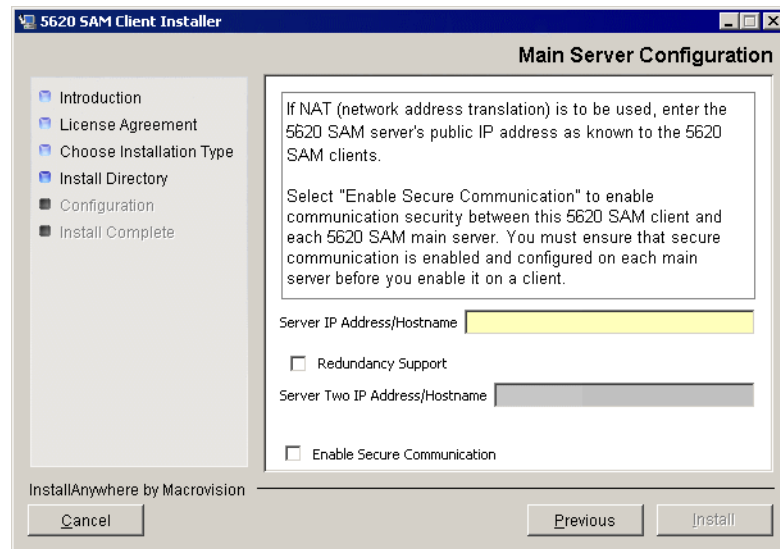 5620 SAM Client Installer
Main Server Configuration
Introduction
License Agreement
Choose Installation Type
Install Directory
Configuration
Install Complete
If NAT (network address translation) is to be used, enter the
5620 SAM server's public IP address as known to the 5620
SAM clients.
Select "Enable Secure Communication" to enable
communication security between this 5620 SAM client and
each 5620 SAM main server. You must ensure that secure
communication is enabled and configured on each main
server before you enable it on a client.
Server IP Address/Hostname
Redundancy Support
Server Two IP Address/Hostname
Enable Secure Communication
InstallAnywhere by Macrovision
Cancel
Previous
Install